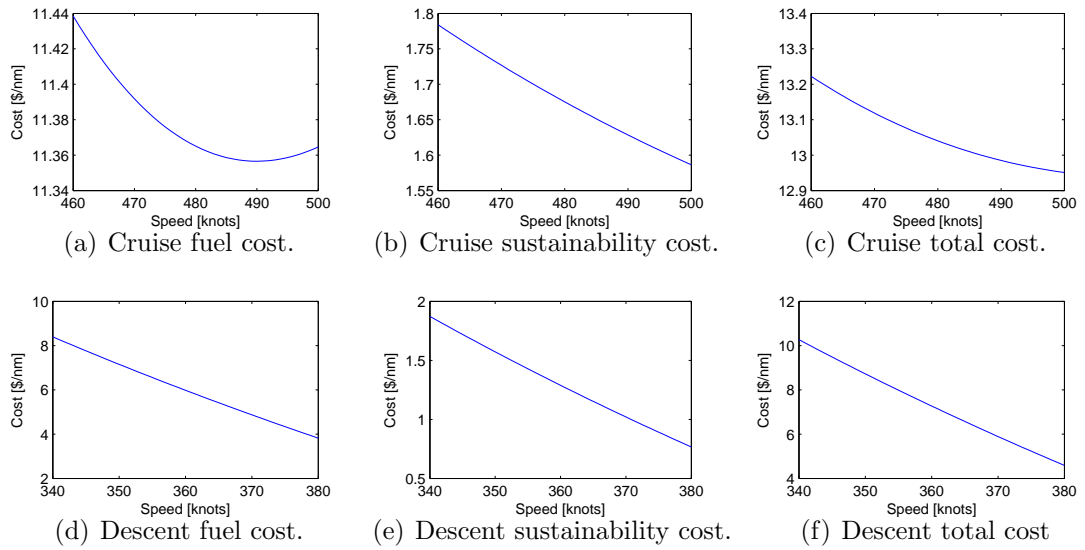 11.44
11.42
11.4
11.38
11.36
11.34
460 470 480 490 500
Cost [$/nm]
Speed [knots]
(a) Cruise fuel cost.
1.8
1.75
1.7
1.65
1.6
1.55
460 470 480 490 500
Cost [$/nm]
Speed [knots]
(b) Cruise sustainability cost.
13.4
13.3
13.2
13.1
13
12.9
460 470 480 490 500
Cost [$/nm]
Speed [knots]
(c) Cruise total cost.
10
8
6
4
2
340 350 360 370 380
Cost [$/nm]
Speed [knots]
(d) Descent fuel cost.
2
1.5
1
0.5
340 350 360 370 380
Cost [$/nm]
Speed [knots]
(e) Descent sustainability cost.
12
10
8
6
4
340 350 360 370 380
Cost [$/nm]
Speed [knots]
(f) Descent total cost